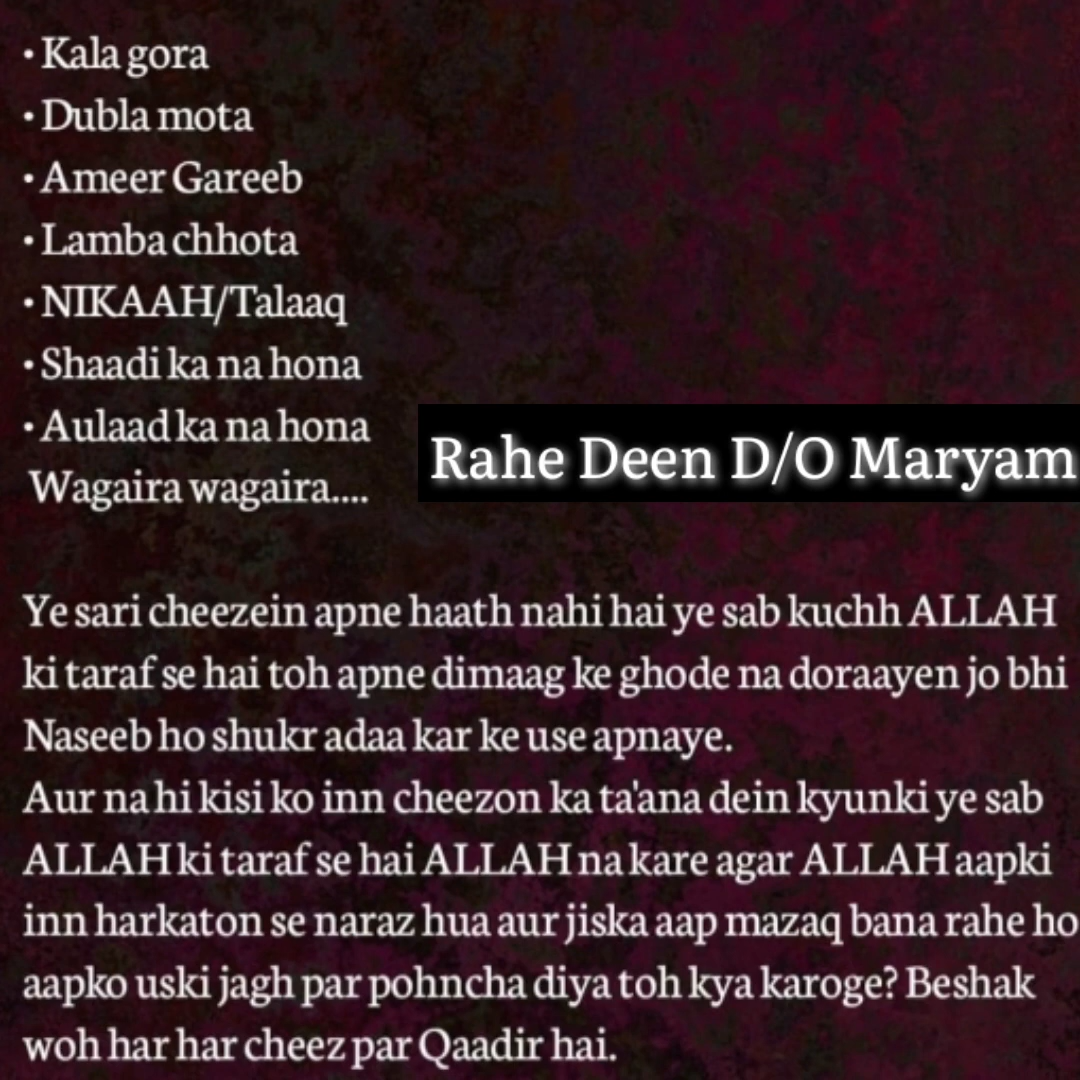 • Kala gora
• Dubla mota
• Ameer Gareeb
• Lamba chhota
• NIKAAH/Talaaq
• Shaadi ka na hona
• Aulaad ka na hona
Wagaira wagaira....
Rahe Deen D/O Maryam
Ye sari cheezein apne haath nahi hai ye sab kuchh ALLAH
ki taraf se hai toh apne dimaag ke ghode na doraayen jo bhi
Naseeb ho shukr adaa kar ke use apnaye.
Aur na hi kisi ko inn cheezon ka ta'ana dein kyunki ye sab
ALLAH ki taraf se hai ALLAH na kare agar ALLAH aapki
inn harkaton se naraz hua aur jiska aap mazaq bana rahe ho
aapko uski jagh par pohncha diya toh kya karoge? Beshak
woh har har cheez par Qaadir hai.